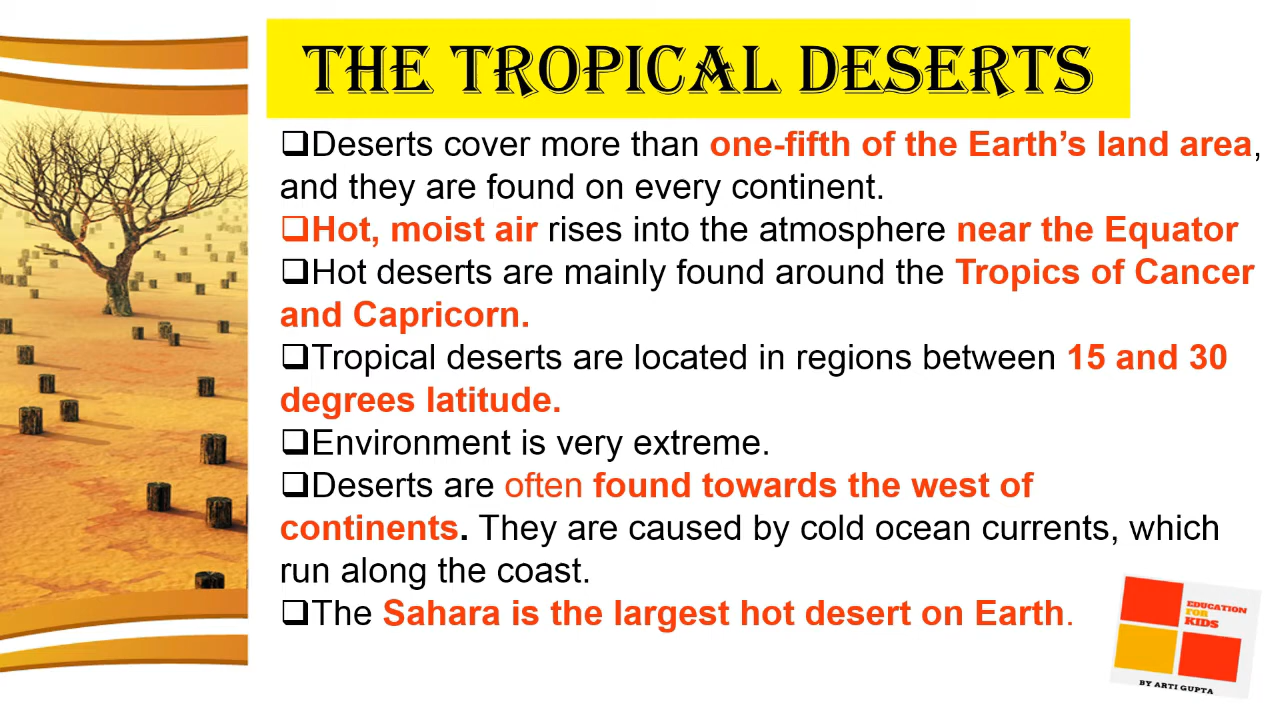 THE TROPICAL DESERTS
❑Deserts cover more than one-fifth of the Earth’s land area,
and they are found on every continent.
❑Hot, moist air rises into the atmosphere near the Equator
❑Hot deserts are mainly found around the Tropics of Cancer
and Capricorn.
❑Tropical deserts are located in regions between 15 and 30
degrees latitude.
❑Environment is very extreme.
❑Deserts are often found towards the west of
continents. They are caused by cold ocean currents, which
run along the coast.
❑The Sahara is the largest hot desert on Earth.
EDUCATION
FOR
KIDS
BY ARTI GUPTA